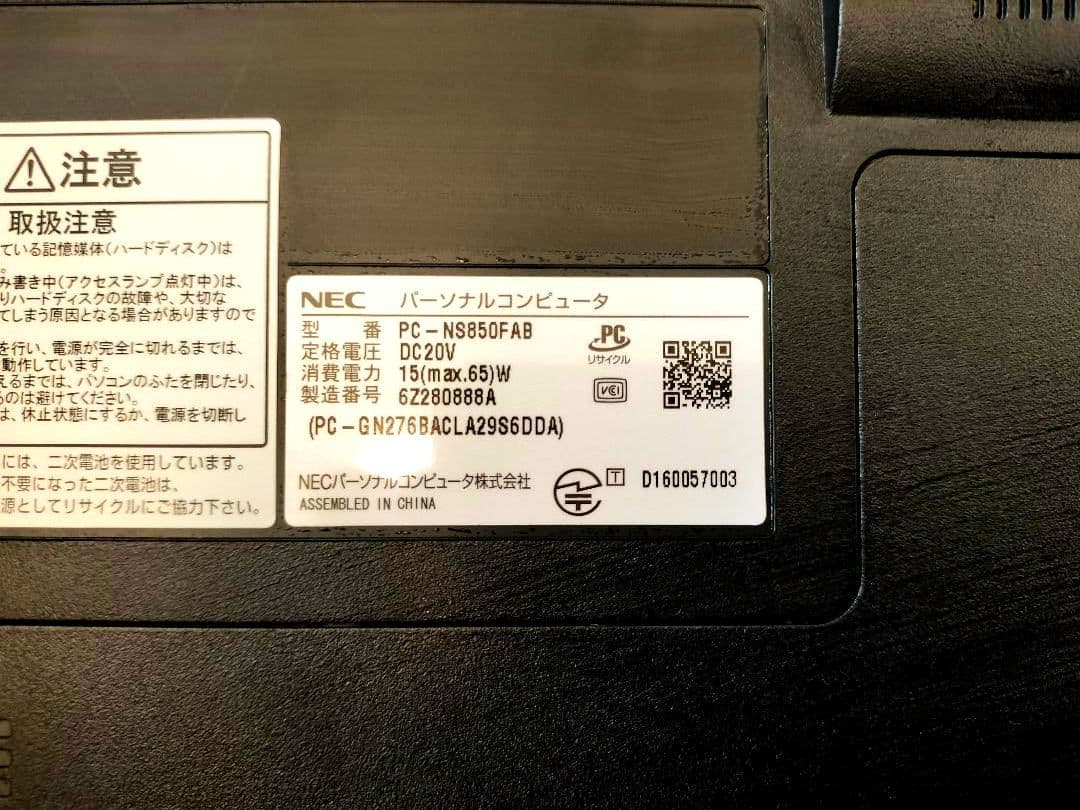 注意
取扱注意
ている記憶媒体(ハードディスク)は
。
み書き中(アクセスランプ点灯中)は、
りハードディスクの故障や、大切な
てしまう原因となる場合がありますので
を行い、電源が完全に切れるまでは、
動作しています。
えるまでは、パソコンのふたを閉じたり、
るのは避けてください。
は、休止状態にするか、電源を切断し
には、二次電池を使用しています。
不要になった二次電池は、
源としてリサイクルにご協力下さい。
NEC パーソナルコンピュータ
型番 PC-NS850FAB
定格電圧 DC20V
消費電力 15(max.65)W
製造番号 6Z280888A
(PC-GN276BACLA29S6DDA)
PC
リサイクル
VCI
NECパーソナルコンピュータ株式会社
ASSEMBLED IN CHINA
T D160057003